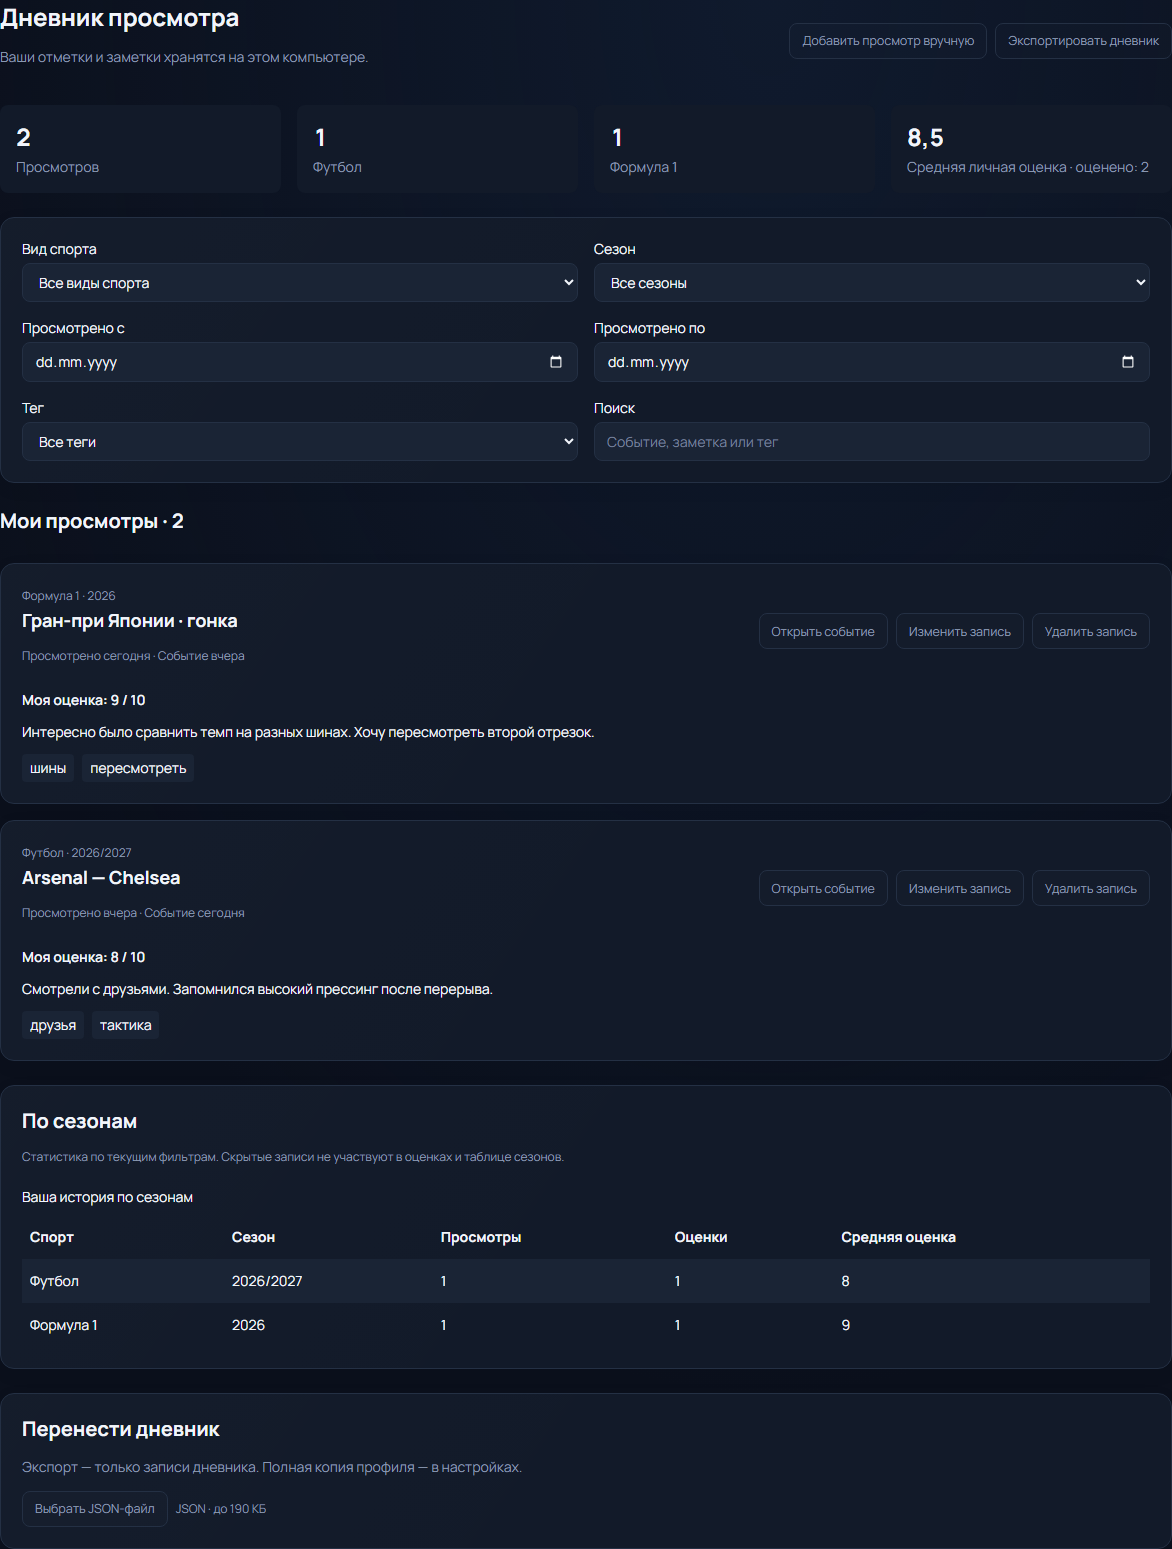 Дневник просмотра
Ваши отметки и заметки хранятся на этом компьютере.
Добавить просмотр вручную
Экспортировать дневник
2
Просмотров
1
Футбол
1
Формула 1
8,5
Средняя личная оценка · оценено: 2
Вид спорта
Все виды спорта
Сезон
Все сезоны
Просмотрено с
dd.mm.yyyy
Просмотрено по
dd.mm.yyyy
Тег
Все теги
Поиск
Событие, заметка или тег
Мои просмотры · 2
Формула 1 · 2026
Гран-при Японии · гонка
Просмотрено сегодня · Событие вчера
Открыть событие
Изменить запись
Удалить запись
Моя оценка: 9 / 10
Интересно было сравнить темп на разных шинах. Хочу пересмотреть второй отрезок.
шины
пересмотреть
Футбол · 2026/2027
Arsenal — Chelsea
Просмотрено вчера · Событие сегодня
Открыть событие
Изменить запись
Удалить запись
Моя оценка: 8 / 10
Смотрели с друзьями. Запомнился высокий прессинг после перерыва.
друзья
тактика
По сезонам
Статистика по текущим фильтрам. Скрытые записи не участвуют в оценках и таблице сезонов.
Ваша история по сезонам
Спорт Сезон Просмотры Оценки Средняя оценка
Футбол 2026/2027 1 1 8
Формула 1 2026 1 1 9
Перенести дневник
Экспорт — только записи дневника. Полная копия профиля — в настройках.
Выбрать JSON-файл
JSON · до 190 КБ